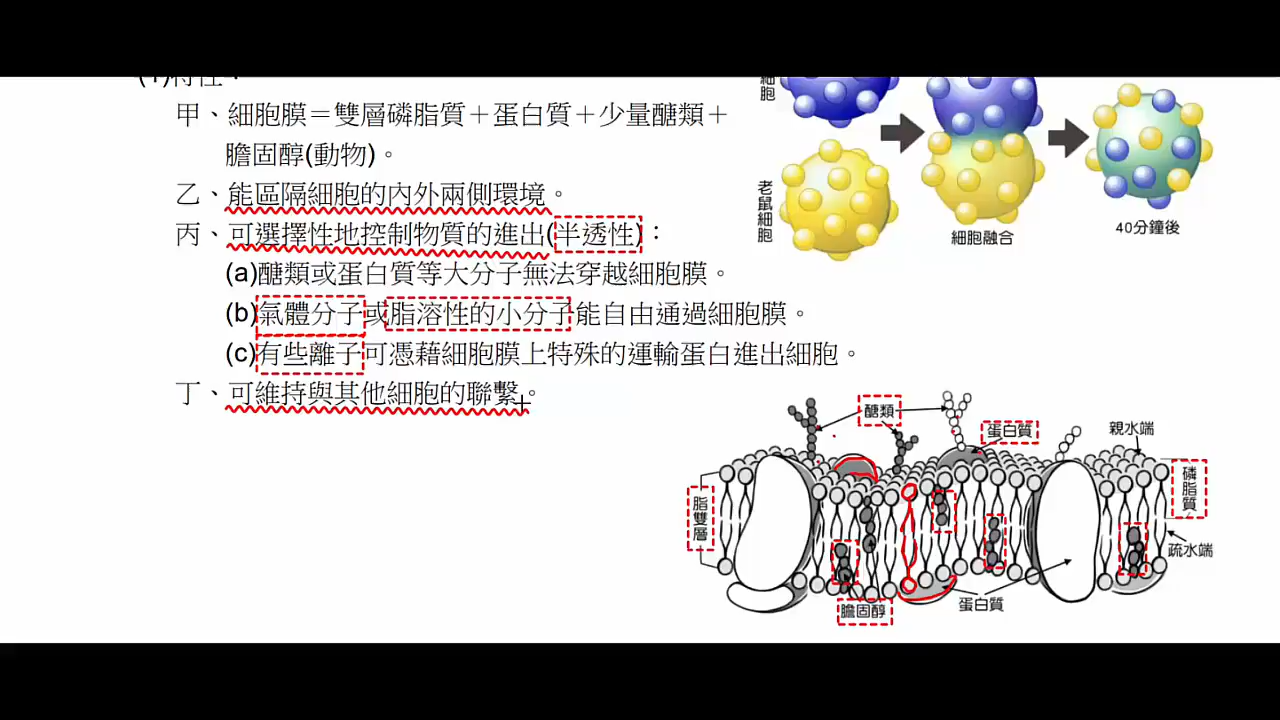 (1)特性：
甲、細胞膜＝雙層磷脂質＋蛋白質＋少量醣類＋
膽固醇(動物)。
乙、能區隔細胞的內外兩側環境。
丙、可選擇性地控制物質的進出(半透性)：
(a)醣類或蛋白質等大分子無法穿越細胞膜。
(b)氣體分子或脂溶性的小分子能自由通過細胞膜。
(c)有些離子可憑藉細胞膜上特殊的運輸蛋白進出細胞。
丁、可維持與其他細胞的聯繫。
細胞
老鼠細胞
細胞融合
40分鐘後
醣類
蛋白質
親水端
磷脂質
脂雙層
疏水端
膽固醇
蛋白質